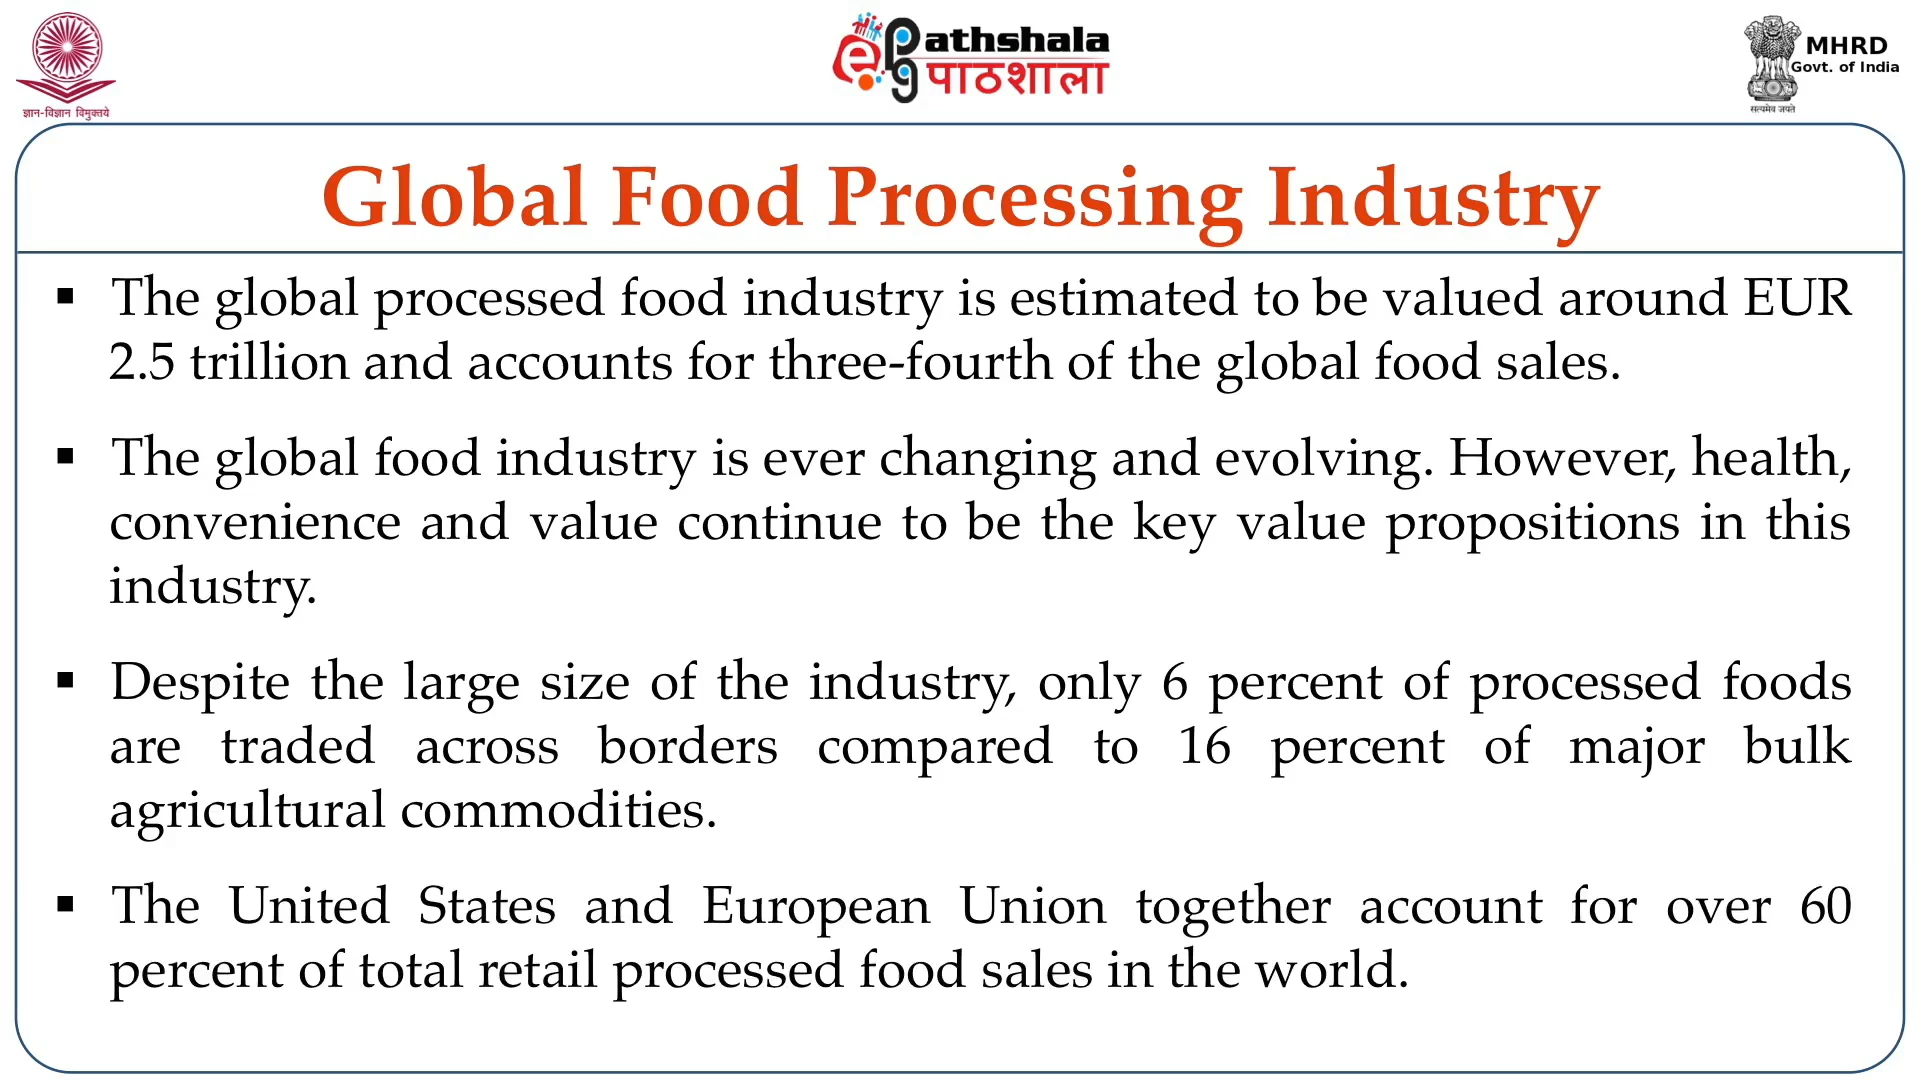 ज्ञान-विज्ञान विमुक्तये
ePG Pathshala
पाठशाला
MHRD
Govt. of India
सत्यमेव जयते
Global Food Processing Industry
▪ The global processed food industry is estimated to be valued around EUR
2.5 trillion and accounts for three-fourth of the global food sales.
▪ The global food industry is ever changing and evolving. However, health,
convenience and value continue to be the key value propositions in this
industry.
▪ Despite the large size of the industry, only 6 percent of processed foods
are traded across borders compared to 16 percent of major bulk
agricultural commodities.
▪ The United States and European Union together account for over 60
percent of total retail processed food sales in the world.